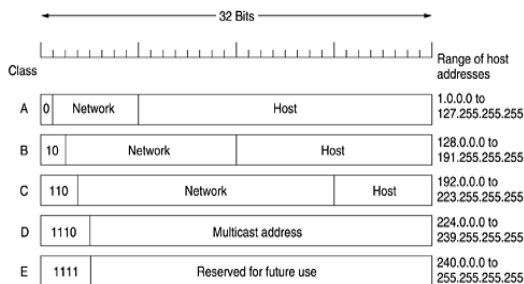 32 Bits
Class
Range of host
addresses
A 0 Network Host 1.0.0.0 to
127.255.255.255
B 10 Network Host 128.0.0.0 to
191.255.255.255
C 110 Network Host 192.0.0.0 to
223.255.255.255
D 1110 Multicast address 224.0.0.0 to
239.255.255.255
E 1111 Reserved for future use 240.0.0.0 to
255.255.255.255